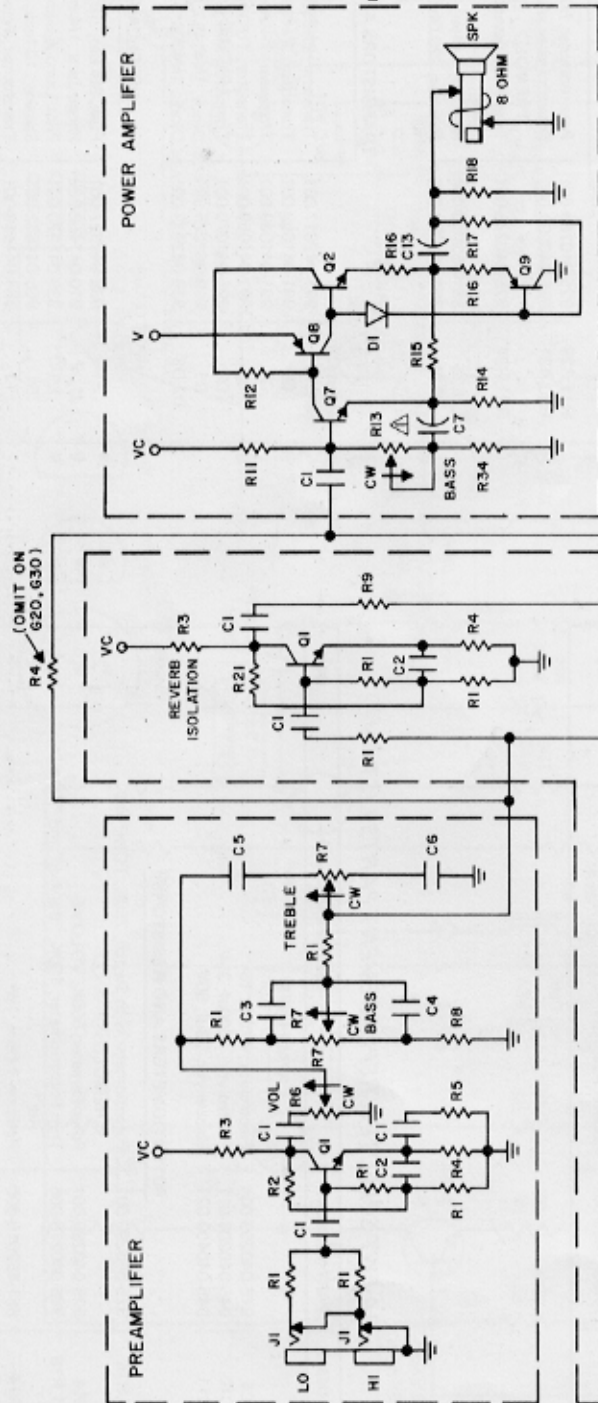 PREAMPLIFIER
LO
HI
J1
J1
R1
R1
C1
VC
R3
R2
C1
Q1
VOL
R6
CW
R1
C2
C1
R1
R4
R5
R1
C3
R7
R7
CW
BASS
C4
R8
R1
TREBLE
C5
R7
CW
C6
R4
(OMIT ON
G20, G30)
VC
R3
REVERB
ISOLATION
R21
C1
Q1
C1
R1
R1
C2
R1
R4
R9
POWER AMPLIFIER
VC
V
R11
R12
C1
Q7
Q8
Q2
D1
CW
R13
BASS
C7
R34
R14
R15
R16
C13
R16
R17
R18
Q9
SPK
8 OHM